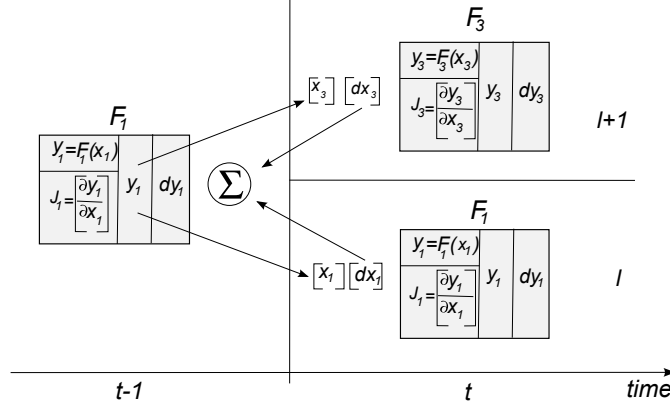 F₃
y₃=F₃(x₃)
J₃=[∂y₃/∂x₃]
y₃
dy₃
[x₃] [dx₃]
l+1
F₁
y₁=F₁(x₁)
J₁=[∂y₁/∂x₁]
y₁
dy₁
Σ
F₁
y₁=F₁(x₁)
J₁=[∂y₁/∂x₁]
y₁
dy₁
[x₁] [dx₁]
l
t-1
t
time